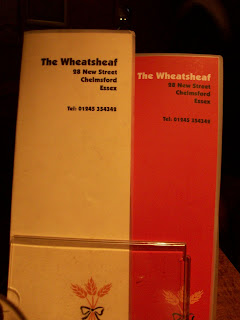 The Wheatsheaf
28 New Street
Chelmsford
Essex
Tel: 01245 354348
The Wheatsheaf
28 New Street
Chelmsford
Essex
Tel: 01245 354348